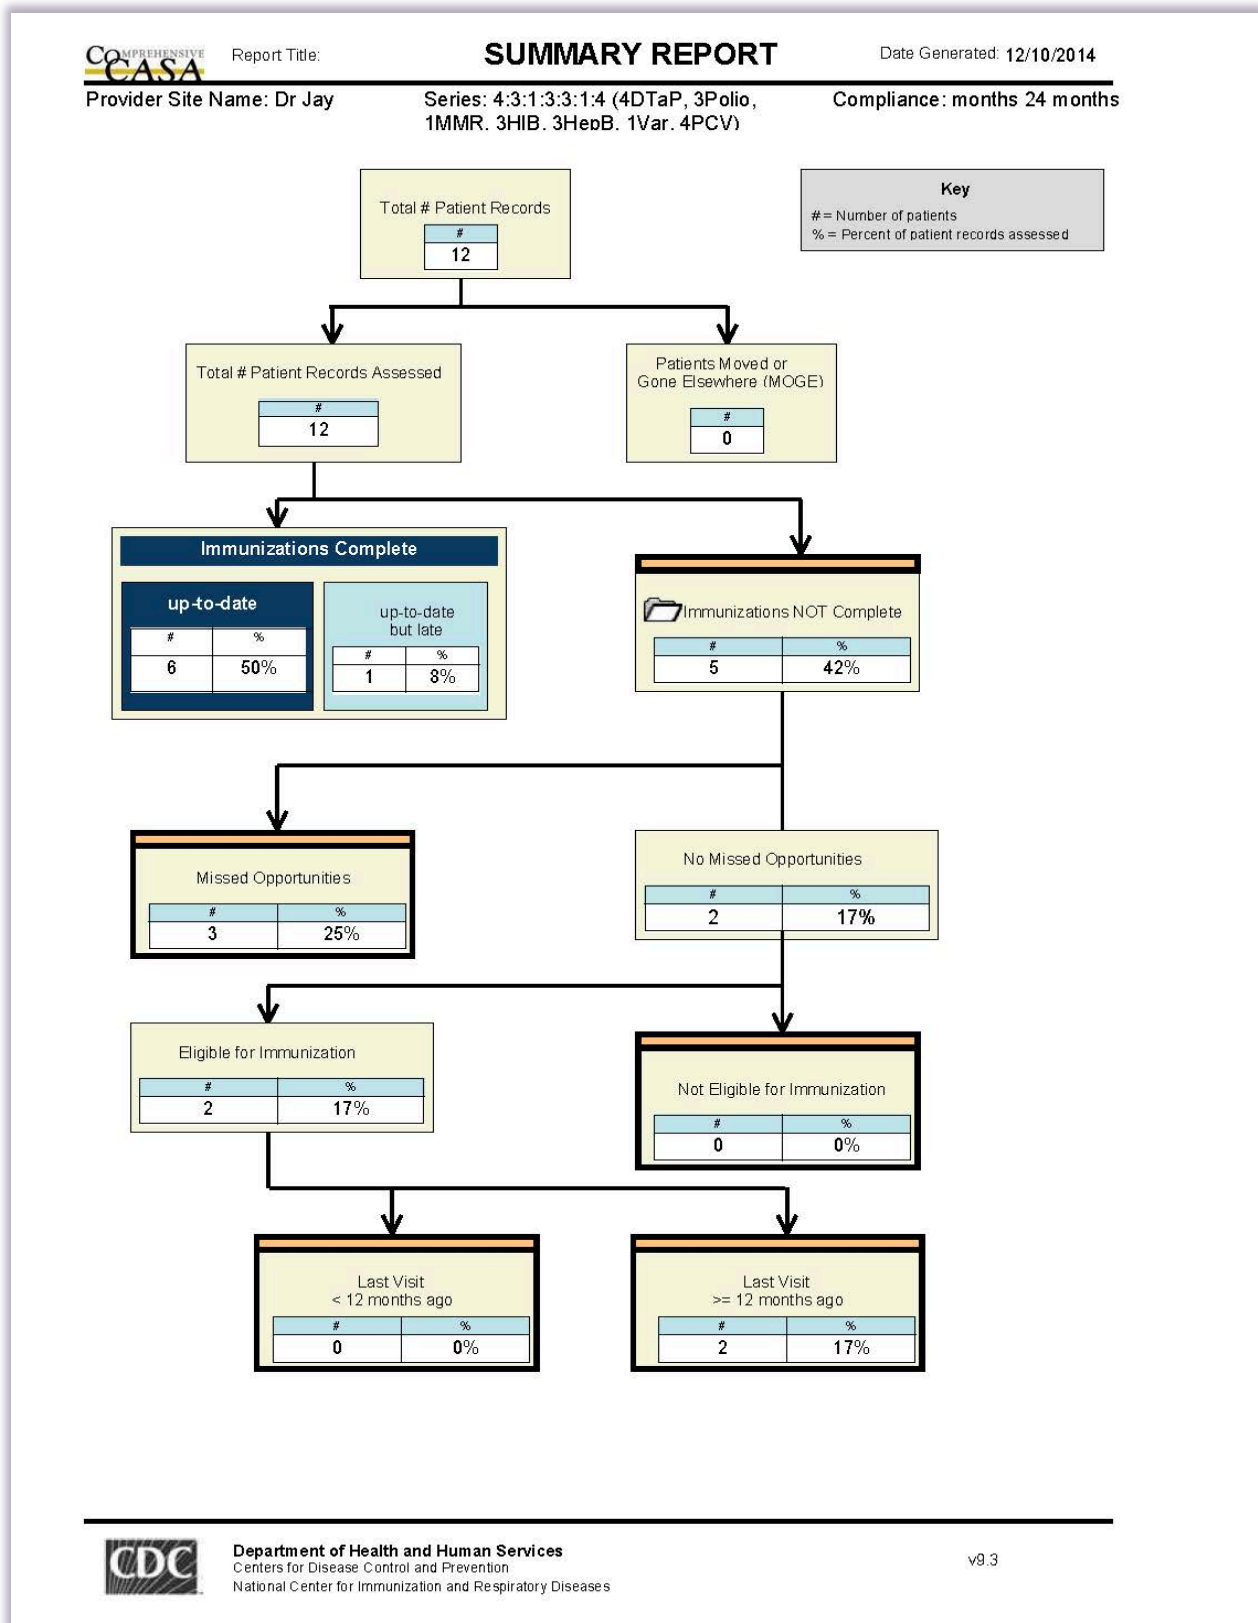 COMPREHENSIVE
CASA
Report Title:
SUMMARY REPORT
Date Generated: 12/10/2014
Provider Site Name: Dr Jay
Series: 4:3:1:3:3:1:4 (4DTaP, 3Polio,
1MMR, 3HIB, 3HepB, 1Var, 4PCV)
Compliance: months 24 months
Total # Patient Records
#
12
Key
# = Number of patients
% = Percent of patient records assessed
Total # Patient Records Assessed
#
12
Patients Moved or
Gone Elsewhere (MOGE)
#
0
Immunizations Complete
up-to-date
# %
6 50%
up-to-date
but late
# %
1 8%
Immunizations NOT Complete
# %
5 42%
Missed Opportunities
# %
3 25%
No Missed Opportunities
# %
2 17%
Eligible for Immunization
# %
2 17%
Not Eligible for Immunization
# %
0 0%
Last Visit
< 12 months ago
# %
0 0%
Last Visit
>= 12 months ago
# %
2 17%
CDC
Department of Health and Human Services
Centers for Disease Control and Prevention
National Center for Immunization and Respiratory Diseases
v9.3